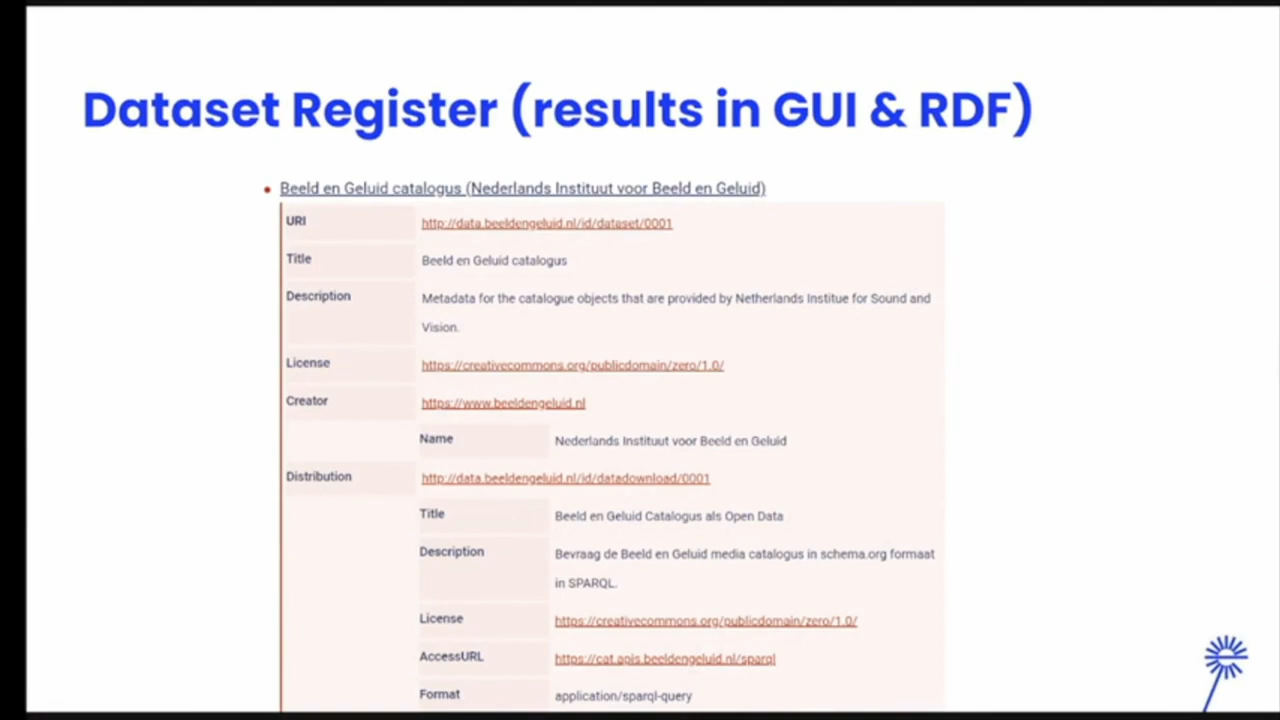 Dataset Register (results in GUI & RDF)
Beeld en Geluid catalogus (Nederlands Instituut voor Beeld en Geluid)
URI http://data.beeldengeluid.nl/id/dataset/0001
Title Beeld en Geluid catalogus
Description Metadata for the catalogue objects that are provided by Netherlands Institue for Sound and
Vision.
License https://creativecommons.org/publicdomain/zero/1.0/
Creator https://www.beeldengeluid.nl
Name Nederlands Instituut voor Beeld en Geluid
Distribution http://data.beeldengeluid.nl/id/datadownload/0001
Title Beeld en Geluid Catalogus als Open Data
Description Bevraag de Beeld en Geluid media catalogus in schema.org formaat
in SPARQL.
License https://creativecommons.org/publicdomain/zero/1.0/
AccessURL https://cat.apis.beeldengeluid.nl/sparql
Format application/sparql-query